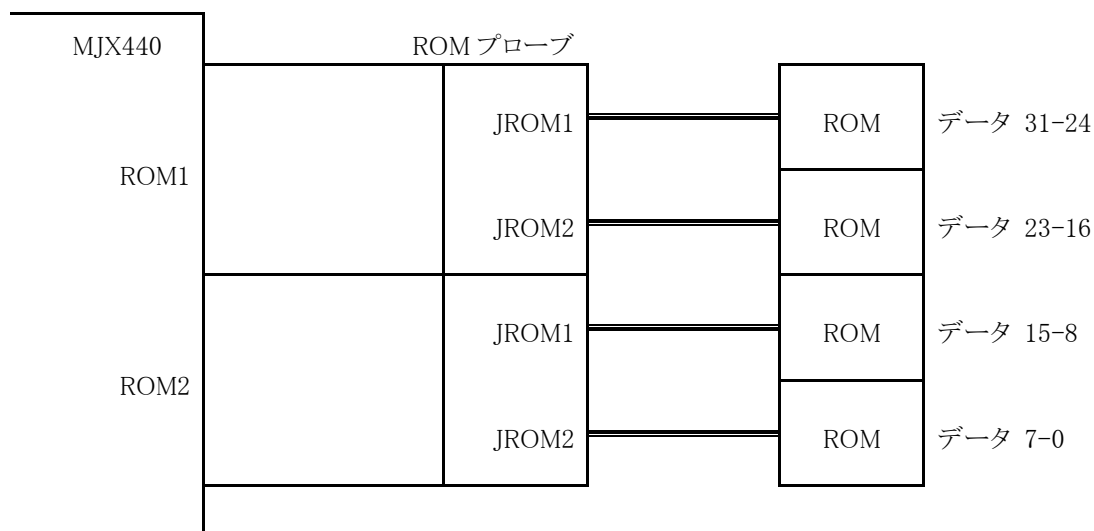 MJX440
ROM プローブ
JROM1
ROM
データ 31-24
ROM1
JROM2
ROM
データ 23-16
JROM1
ROM
データ 15-8
ROM2
JROM2
ROM
データ 7-0